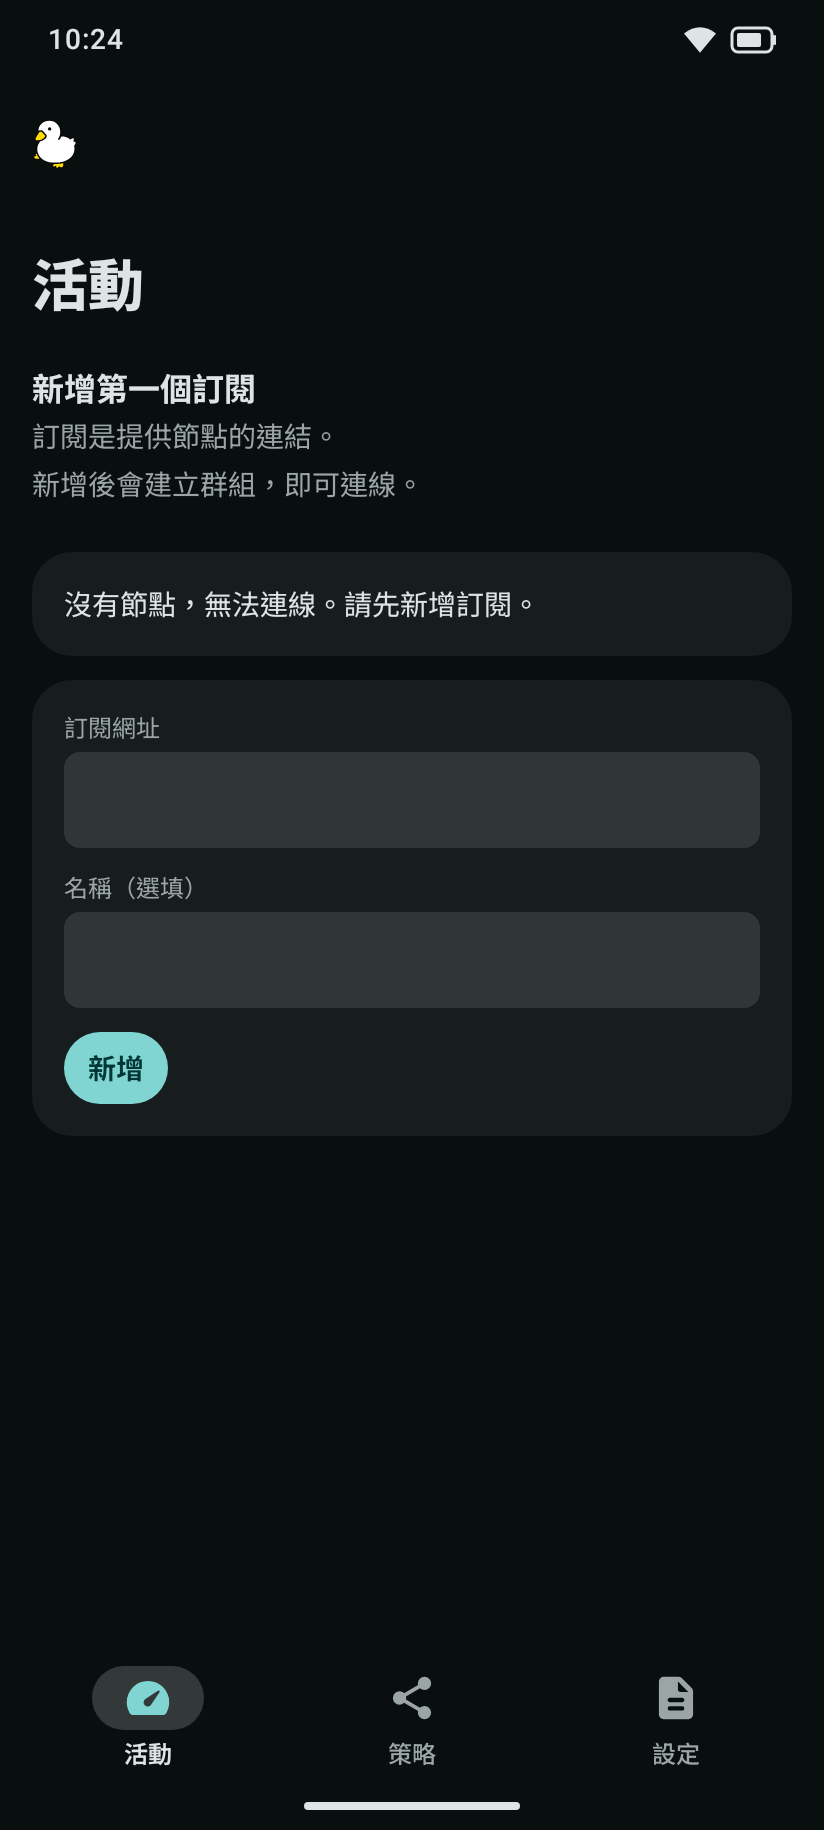 10:24
活動
新增第一個訂閱
訂閱是提供節點的連結。
新增後會建立群組，即可連線。
沒有節點，無法連線。請先新增訂閱。
訂閱網址
名稱（選填）
新增
活動
策略
設定